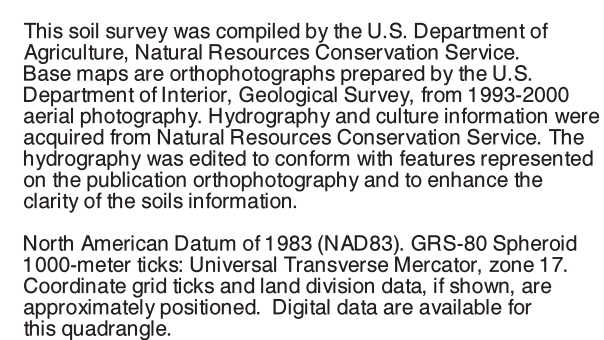 This soil survey was compiled by the U.S. Department of
Agriculture, Natural Resources Conservation Service.
Base maps are orthophotographs prepared by the U.S.
Department of Interior, Geological Survey, from 1993-2000
aerial photography. Hydrography and culture information were
acquired from Natural Resources Conservation Service. The
hydrography was edited to conform with features represented
on the publication orthophotography and to enhance the
clarity of the soils information.

North American Datum of 1983 (NAD83). GRS-80 Spheroid
1000-meter ticks: Universal Transverse Mercator, zone 17.
Coordinate grid ticks and land division data, if shown, are
approximately positioned. Digital data are available for
this quadrangle.